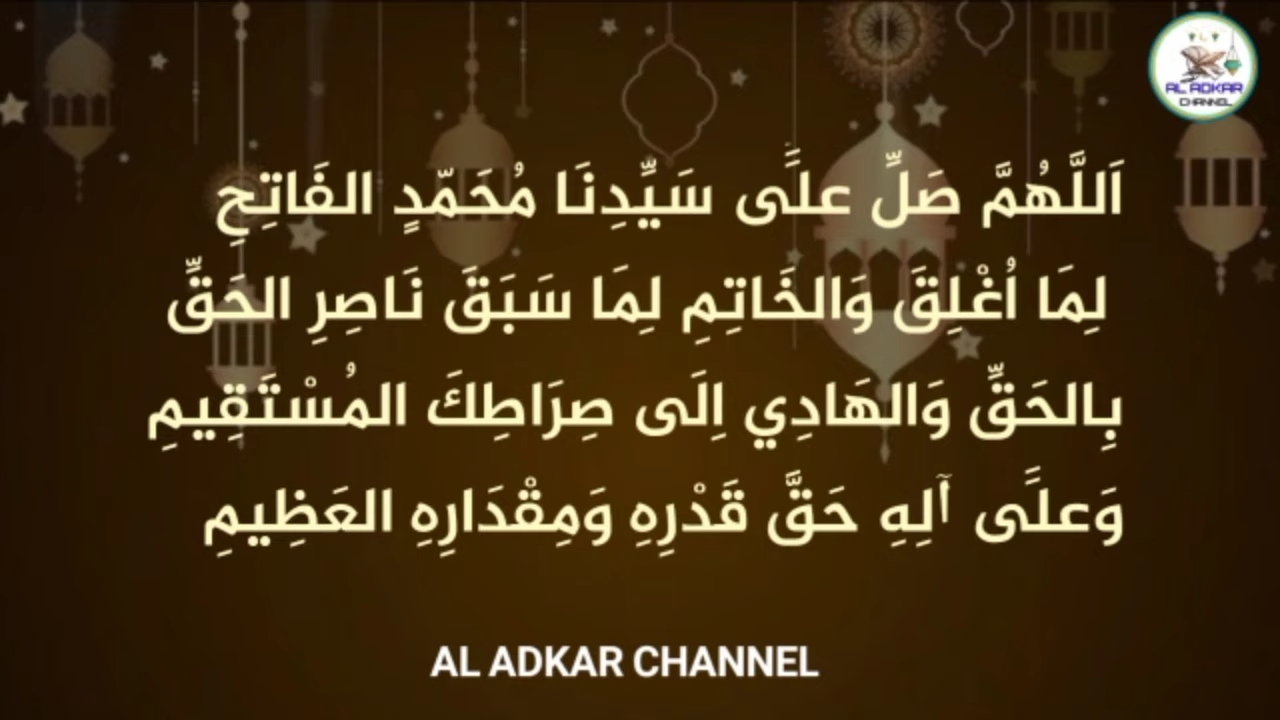 AL ADKAR
CHANNEL
اَللَّهُمَّ صَلِّ علَى سَيِّدِنَا مُحَمّدٍ الفَاتِحِ
لِمَا اُغْلِقَ وَالخَاتِمِ لِمَا سَبَقَ نَاصِرِ الحَقِّ
بِالحَقِّ وَالهَادِي اِلَى صِرَاطِكَ المُسْتَقِيمِ
وَعلَى آلِهِ حَقَّ قَدْرِهِ وَمِقْدَارِهِ العَظِيمِ
AL ADKAR CHANNEL